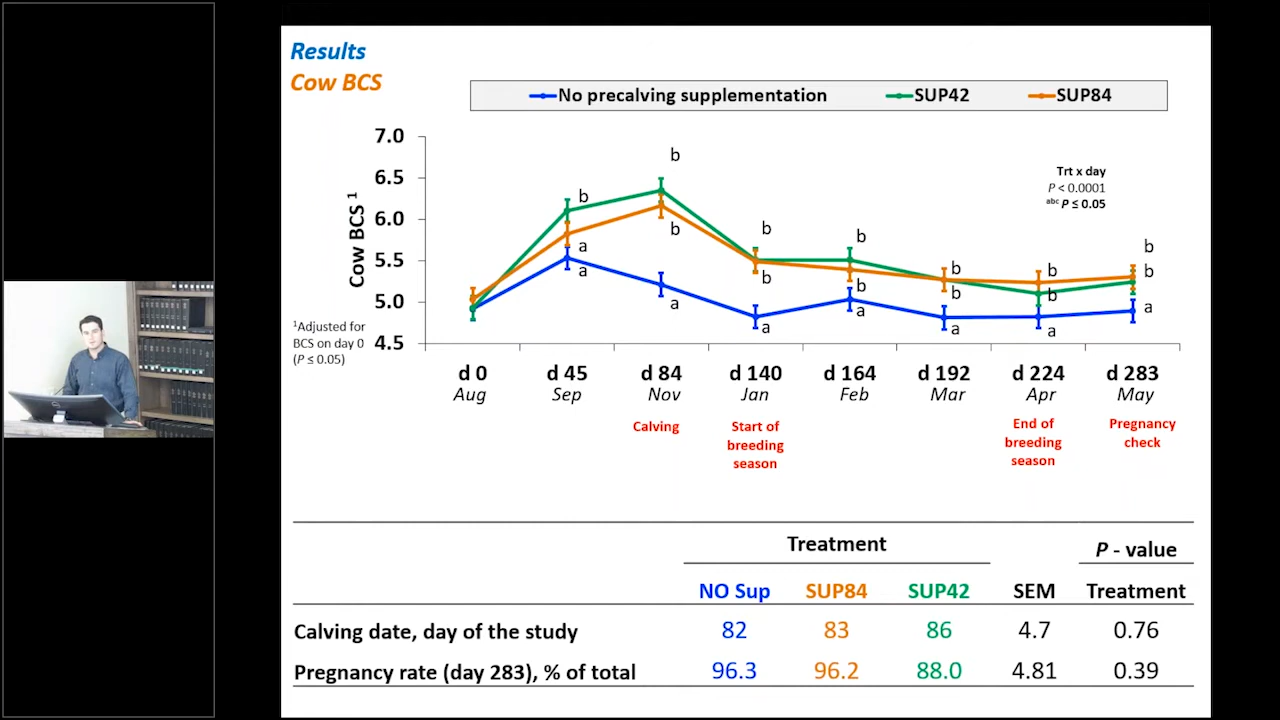 Results
Cow BCS
No precalving supplementation SUP42 SUP84
7.0
6.5
6.0
5.5
5.0
4.5
Cow BCS 1
b
b
b
a
a
a
b
b
a
b
b
a
b
b
a
b
b
a
b
b
a
Trt x day
P < 0.0001
abc P ≤ 0.05
1Adjusted for
BCS on day 0
(P ≤ 0.05)
d 0 d 45 d 84 d 140 d 164 d 192 d 224 d 283
Aug Sep Nov Jan Feb Mar Apr May
Calving
Start of
breeding
season
End of
breeding
season
Pregnancy
check
Treatment P - value
NO Sup SUP84 SUP42 SEM Treatment
Calving date, day of the study 82 83 86 4.7 0.76
Pregnancy rate (day 283), % of total 96.3 96.2 88.0 4.81 0.39